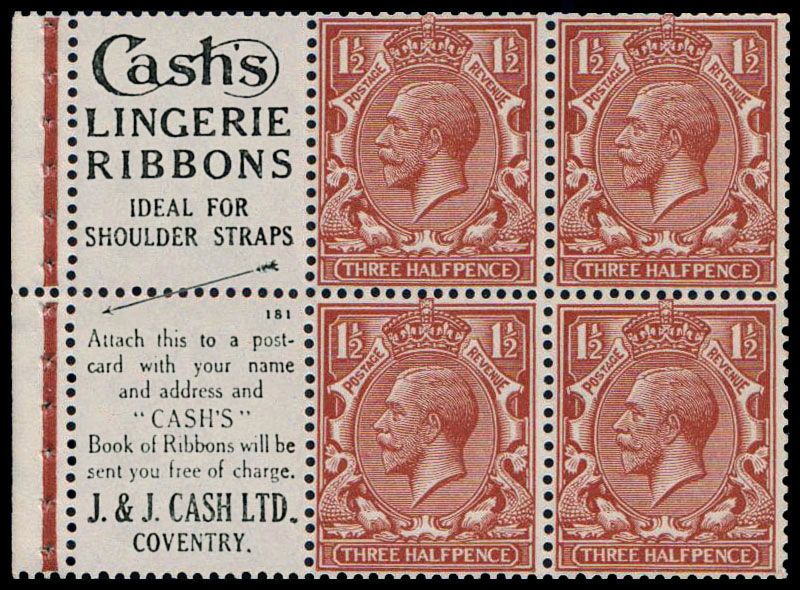 Cash's
LINGERIE
RIBBONS
IDEAL FOR
SHOULDER STRAPS
181
Attach this to a post-
card with your name
and address and
"CASH'S"
Book of Ribbons will be
sent you free of charge.
J. & J. CASH LTD.
COVENTRY.
1½ 1½
POSTAGE REVENUE
THREE HALFPENCE
1½ 1½
POSTAGE REVENUE
THREE HALFPENCE
1½ 1½
POSTAGE REVENUE
THREE HALFPENCE
1½ 1½
POSTAGE REVENUE
THREE HALFPENCE